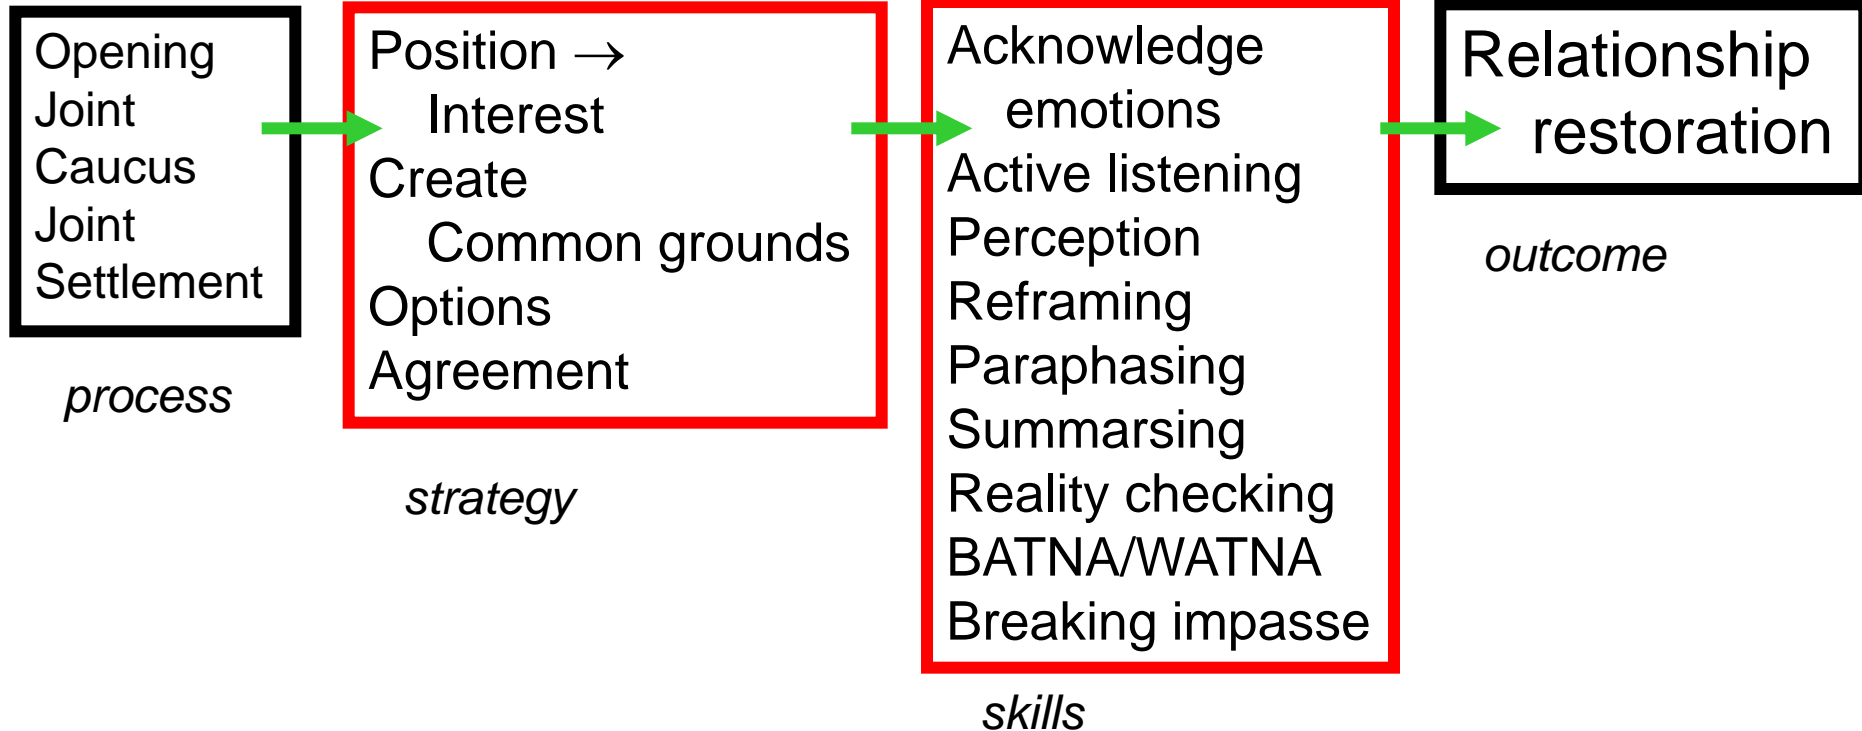 Opening
Joint
Caucus
Joint
Settlement
process
Position →
Interest
Create
Common grounds
Options
Agreement
strategy
Acknowledge
emotions
Active listening
Perception
Reframing
Paraphasing
Summarsing
Reality checking
BATNA/WATNA
Breaking impasse
skills
Relationship
restoration
outcome